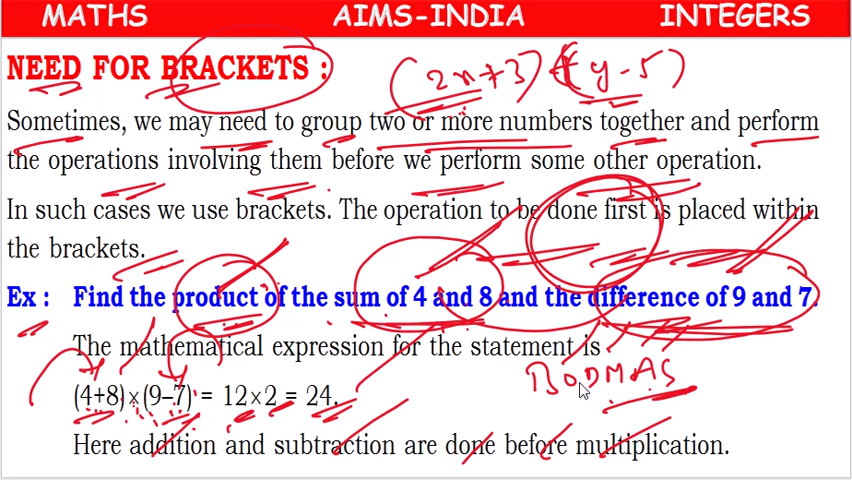 MATHS AIMS-INDIA INTEGERS
NEED FOR BRACKETS :
(2x+3) + (y-5)
Sometimes, we may need to group two or more numbers together and perform
the operations involving them before we perform some other operation.
In such cases we use brackets. The operation to be done first is placed within
the brackets.
Ex : Find the product of the sum of 4 and 8 and the difference of 9 and 7.
The mathematical expression for the statement is
BODMAS
(4+8)×(9–7) = 12×2 = 24.
Here addition and subtraction are done before multiplication.